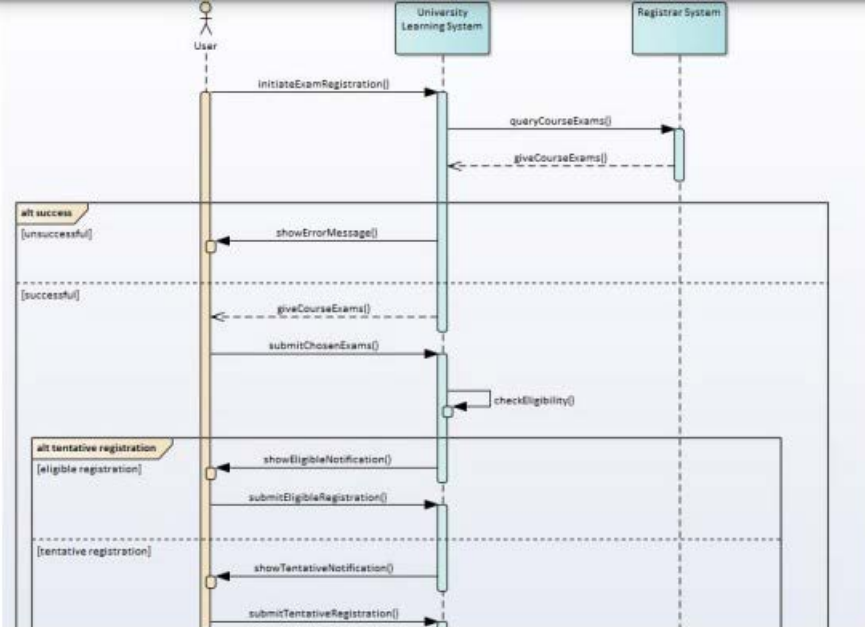 User
University
Learning System
Registrar System
initiateExamRegistration()
queryCourseExams()
giveCourseExams()
alt success
[unsuccessful]
showErrorMessage()
[successful]
giveCourseExams()
submitChosenExams()
checkEligibility()
alt tentative registration
[eligible registration]
showEligibleNotification()
submitEligibleRegistration()
[tentative registration]
showTentativeNotification()
submitTentativeRegistration()